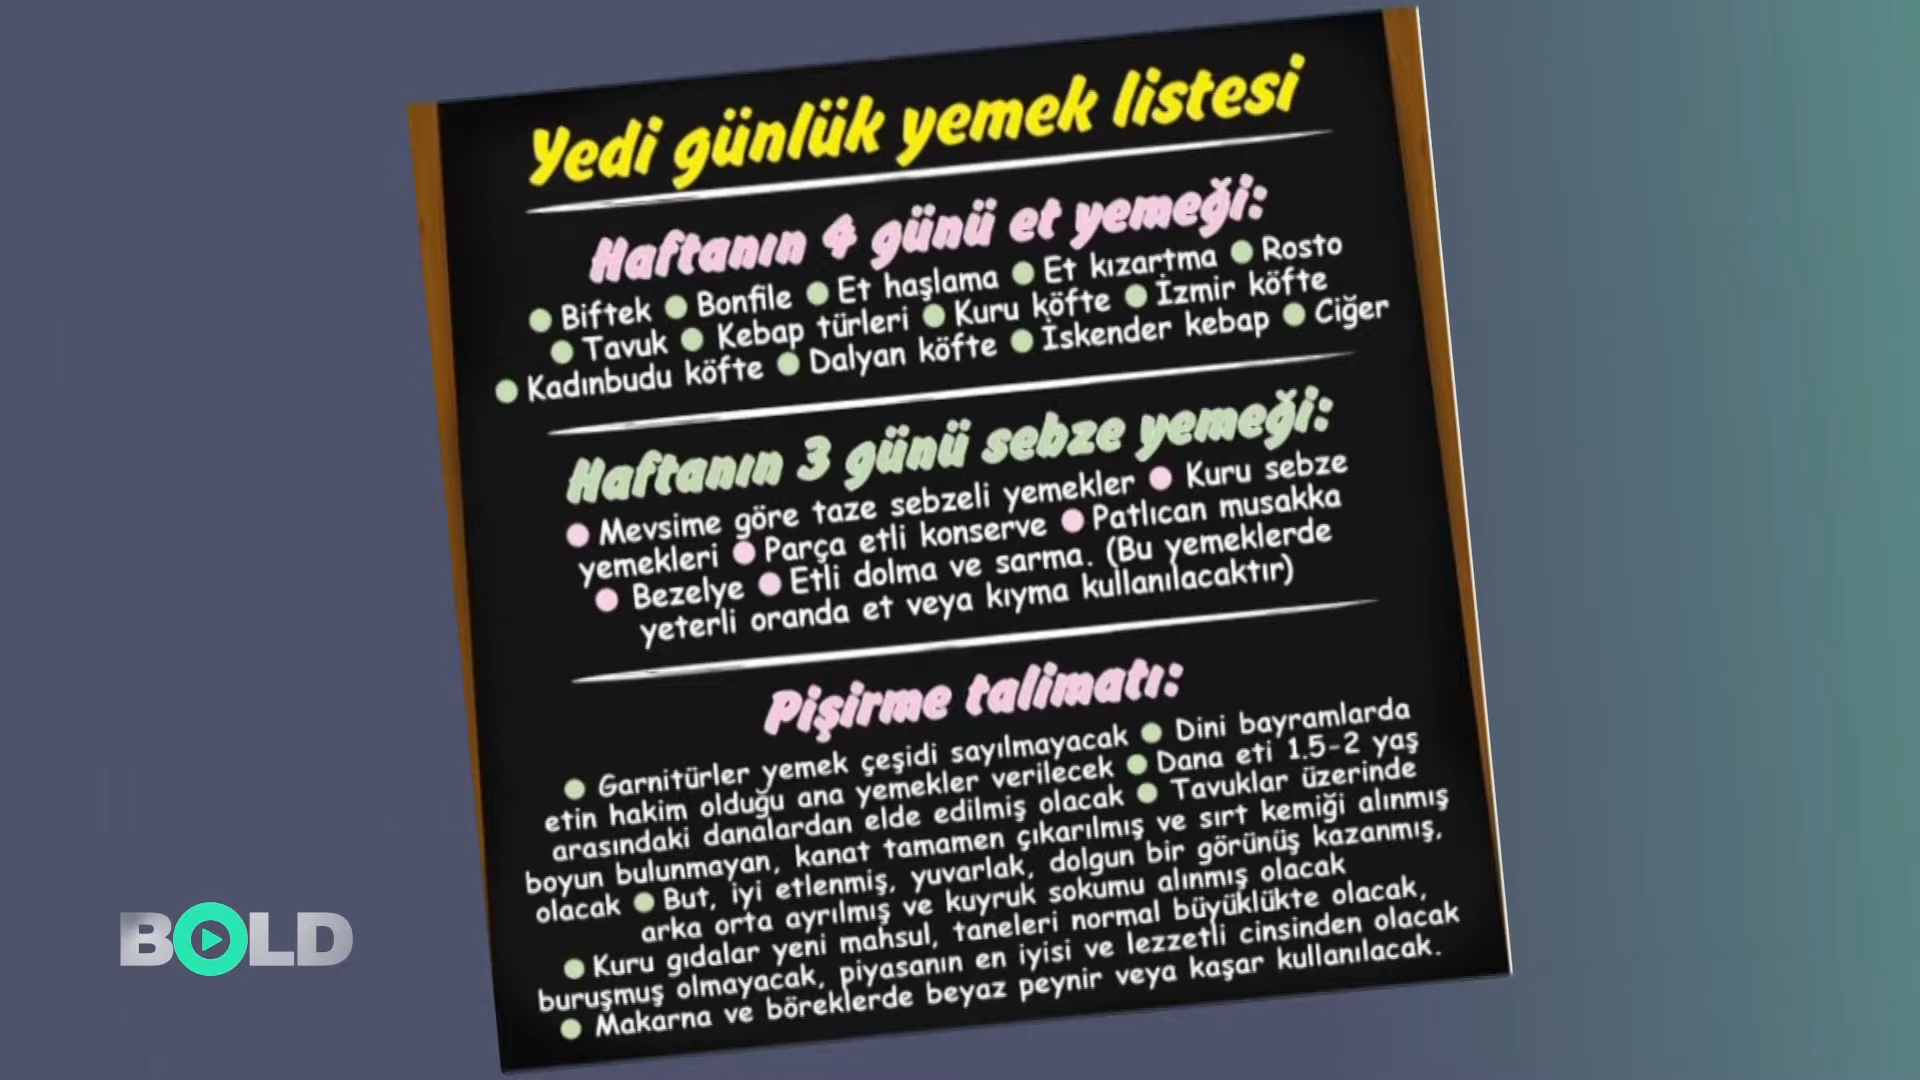 Yedi günlük yemek listesi
Haftanın 4 günü et yemeği:
● Biftek ● Bonfile ● Et haşlama ● Et kızartma ● Rosto
● Tavuk ● Kebap türleri ● Kuru köfte ● İzmir köfte
● Kadınbudu köfte ● Dalyan köfte ● İskender kebap ● Ciğer
Haftanın 3 günü sebze yemeği:
● Mevsime göre taze sebzeli yemekler ● Kuru sebze
yemekleri ● Parça etli konserve ● Patlıcan musakka
● Bezelye ● Etli dolma ve sarma. (Bu yemeklerde
yeterli oranda et veya kıyma kullanılacaktır)
Pişirme talimatı:
● Garnitürler yemek çeşidi sayılmayacak ● Dini bayramlarda
etin hakim olduğu ana yemekler verilecek ● Dana eti 1.5-2 yaş
arasındaki danalardan elde edilmiş olacak ● Tavuklar üzerinde
boyun bulunmayan, kanat tamamen çıkarılmış ve sırt kemiği alınmış
olacak ● But, iyi etlenmiş, yuvarlak, dolgun bir görünüş kazanmış,
arka orta ayrılmış ve kuyruk sokumu alınmış olacak
● Kuru gıdalar yeni mahsul, taneleri normal büyüklükte olacak,
buruşmuş olmayacak, piyasanın en iyisi ve lezzetli cinsinden olacak
● Makarna ve böreklerde beyaz peynir veya kaşar kullanılacak.
BOLD